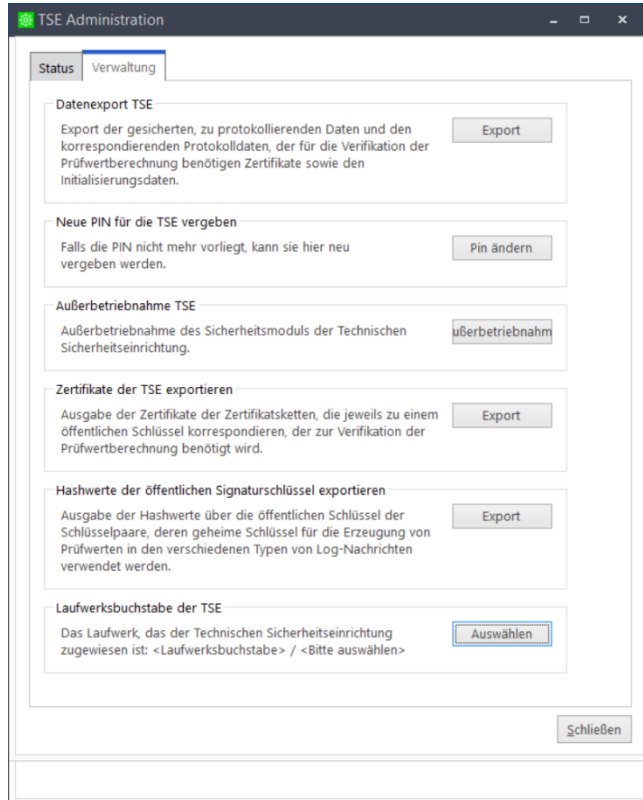 TSE Administration
Status
Verwaltung
Datenexport TSE
Export der gesicherten, zu protokollierenden Daten und den
korrespondierenden Protokolldaten, der für die Verifikation der
Prüfwertberechnung benötigen Zertifikate sowie den
Initialisierungsdaten.
Export
Neue PIN für die TSE vergeben
Falls die PIN nicht mehr vorliegt, kann sie hier neu
vergeben werden.
Pin ändern
Außerbetriebnahme TSE
Außerbetriebnahme des Sicherheitsmoduls der Technischen
Sicherheitseinrichtung.
ußerbetriebnahm
Zertifikate der TSE exportieren
Ausgabe der Zertifikate der Zertifikatsketten, die jeweils zu einem
öffentlichen Schlüssel korrespondieren, der zur Verifikation der
Prüfwertberechnung benötigt wird.
Export
Hashwerte der öffentlichen Signaturschlüssel exportieren
Ausgabe der Hashwerte über die öffentlichen Schlüssel der
Schlüsselpaare, deren geheime Schlüssel für die Erzeugung von
Prüfwerten in den verschiedenen Typen von Log-Nachrichten
verwendet werden.
Export
Laufwerksbuchstabe der TSE
Das Laufwerk, das der Technischen Sicherheitseinrichtung
zugewiesen ist: <Laufwerksbuchstabe> / <Bitte auswählen>
Auswählen
Schließen